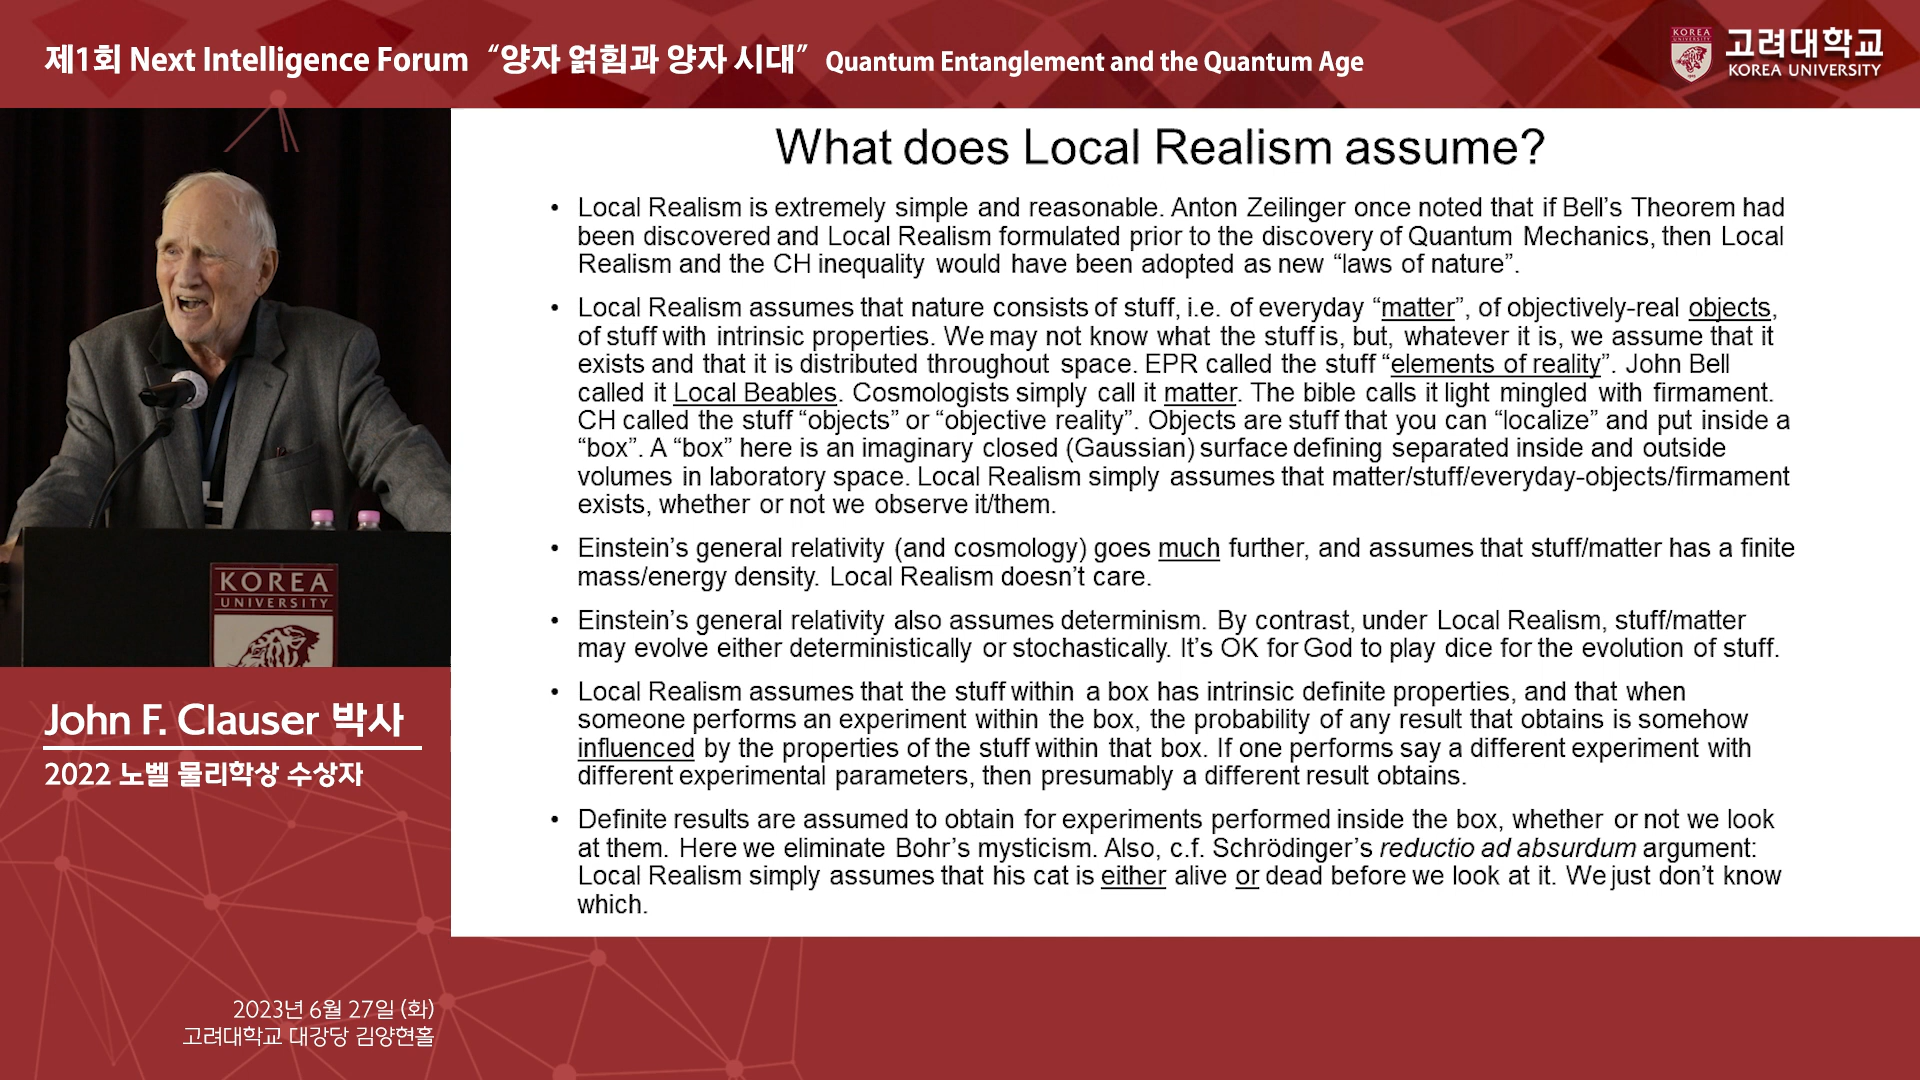 제1회 Next Intelligence Forum “양자 얽힘과 양자 시대” Quantum Entanglement and the Quantum Age
KOREA
UNIVERSITY
고려대학교
KOREA UNIVERSITY
What does Local Realism assume?
• Local Realism is extremely simple and reasonable. Anton Zeilinger once noted that if Bell’s Theorem had
been discovered and Local Realism formulated prior to the discovery of Quantum Mechanics, then Local
Realism and the CH inequality would have been adopted as new “laws of nature”.
• Local Realism assumes that nature consists of stuff, i.e. of everyday “matter”, of objectively-real objects,
of stuff with intrinsic properties. We may not know what the stuff is, but, whatever it is, we assume that it
exists and that it is distributed throughout space. EPR called the stuff “elements of reality”. John Bell
called it Local Beables. Cosmologists simply call it matter. The bible calls it light mingled with firmament.
CH called the stuff “objects” or “objective reality”. Objects are stuff that you can “localize” and put inside a
“box”. A “box” here is an imaginary closed (Gaussian) surface defining separated inside and outside
volumes in laboratory space. Local Realism simply assumes that matter/stuff/everyday-objects/firmament
exists, whether or not we observe it/them.
• Einstein’s general relativity (and cosmology) goes much further, and assumes that stuff/matter has a finite
mass/energy density. Local Realism doesn’t care.
• Einstein’s general relativity also assumes determinism. By contrast, under Local Realism, stuff/matter
may evolve either deterministically or stochastically. It’s OK for God to play dice for the evolution of stuff.
• Local Realism assumes that the stuff within a box has intrinsic definite properties, and that when
someone performs an experiment within the box, the probability of any result that obtains is somehow
influenced by the properties of the stuff within that box. If one performs say a different experiment with
different experimental parameters, then presumably a different result obtains.
• Definite results are assumed to obtain for experiments performed inside the box, whether or not we look
at them. Here we eliminate Bohr’s mysticism. Also, c.f. Schrödinger’s reductio ad absurdum argument:
Local Realism simply assumes that his cat is either alive or dead before we look at it. We just don’t know
which.
KOREA
UNIVERSITY
John F. Clauser 박사
2022 노벨 물리학상 수상자
2023년 6월 27일 (화)
고려대학교 대강당 김양현홀